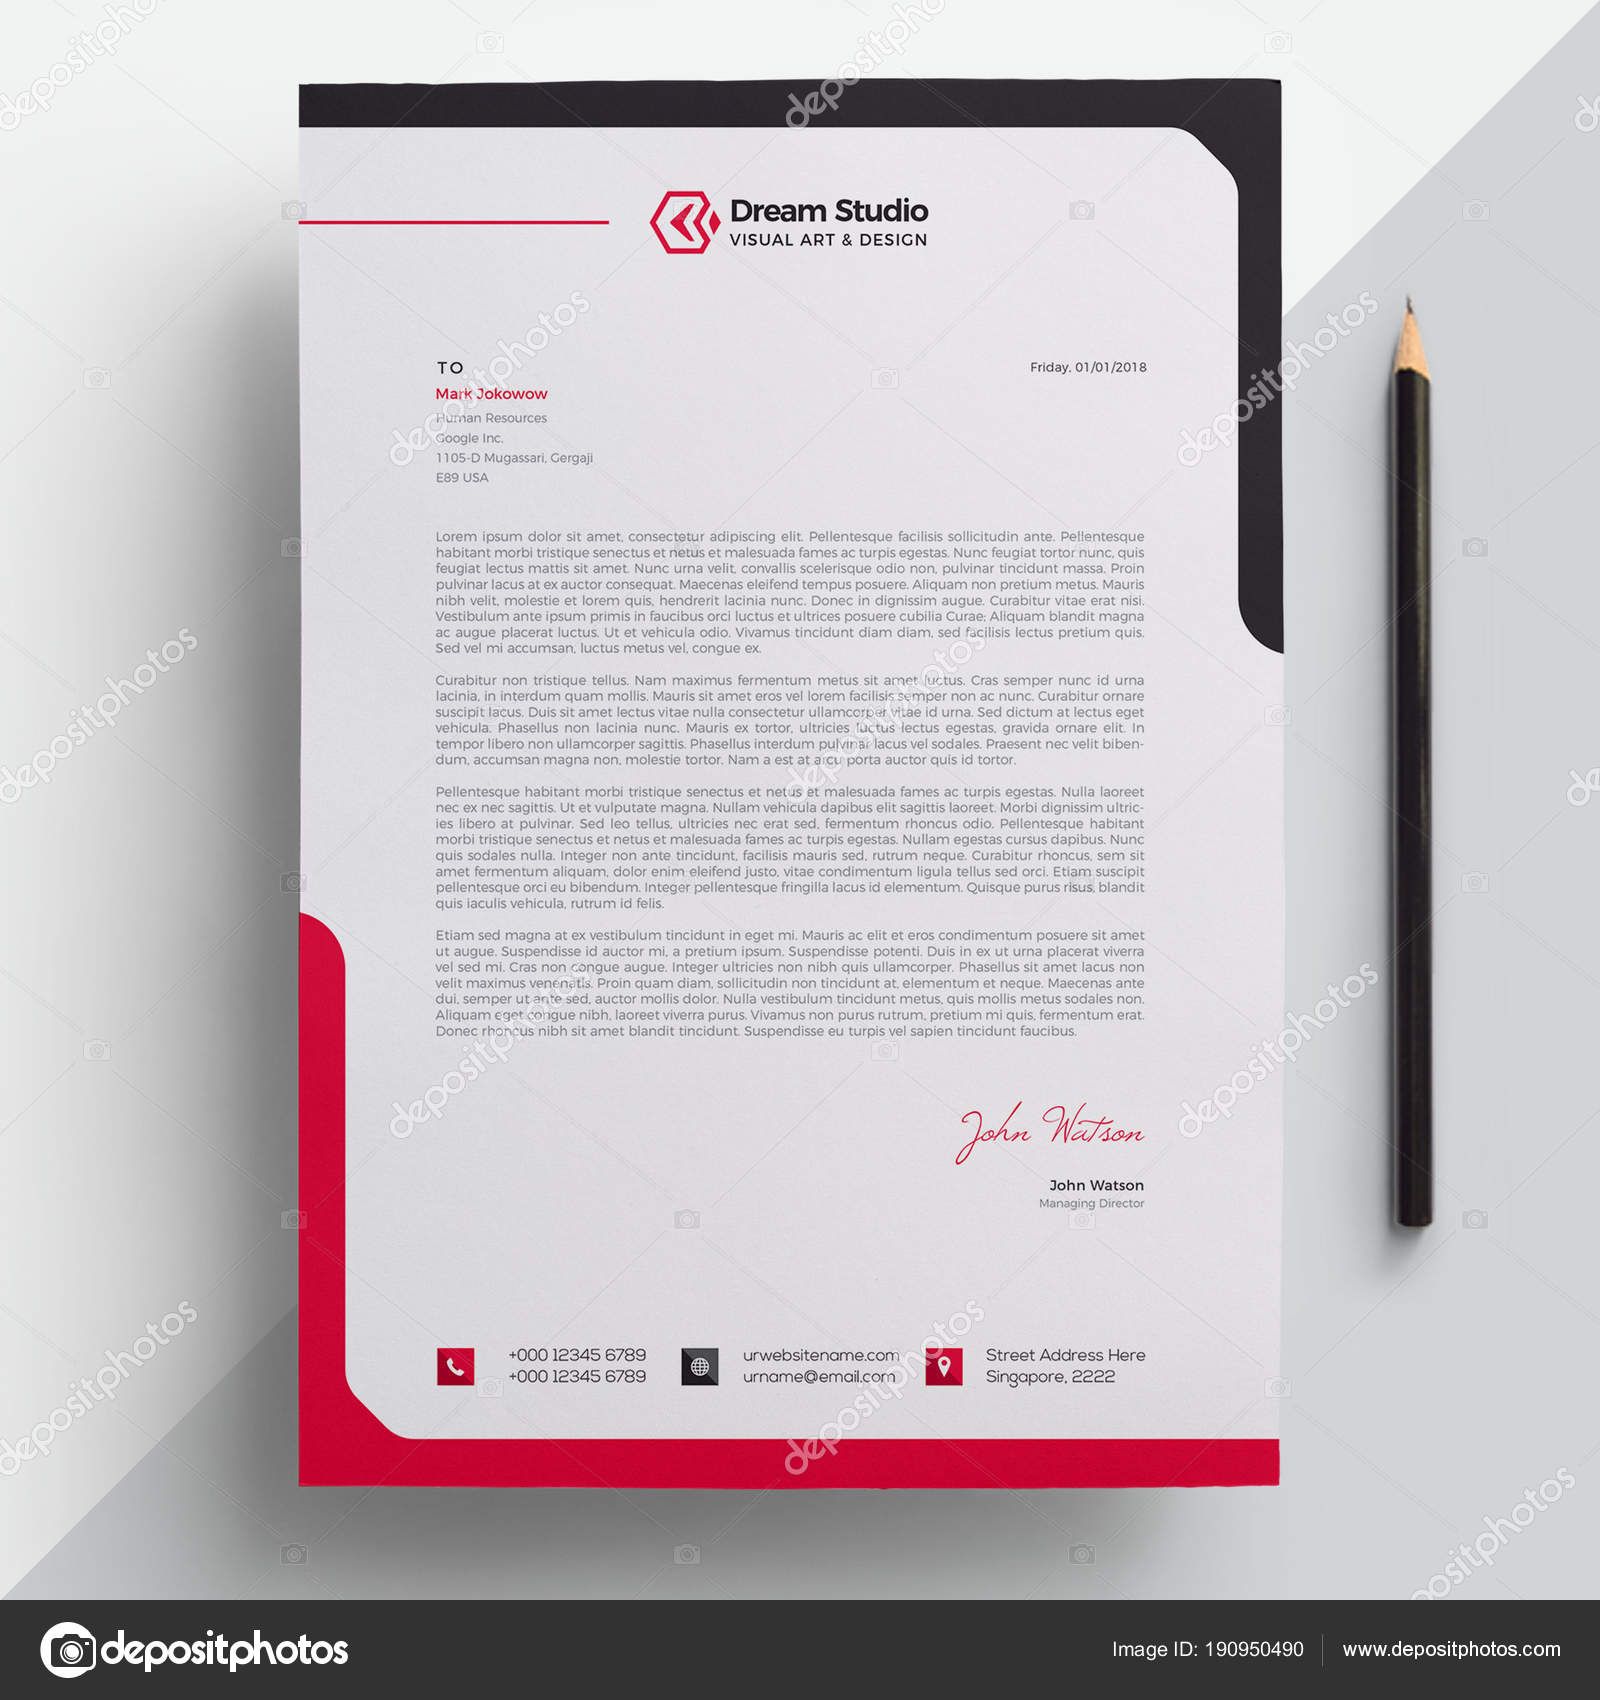 Dream Studio
VISUAL ART & DESIGN
TO
Friday. 01/01/2018
Mark Jokowow
Human Resources
Google Inc.
1105-D Mugassari, Gergaji
E89 USA
Lorem ipsum dolor sit amet, consectetur adipiscing elit. Pellentesque facilisis sollicitudin ante. Pellentesque
habitant morbi tristique senectus et netus et malesuada fames ac turpis egestas. Nunc feugiat tortor nunc, quis
feugiat lectus mattis sit amet. Nunc urna velit, convallis scelerisque odio non, pulvinar tincidunt massa. Proin
pulvinar lacus at ex auctor consequat. Maecenas eleifend tempus posuere. Aliquam non pretium metus. Mauris
nibh velit, molestie et lorem quis, hendrerit lacinia nunc. Donec in dignissim augue. Curabitur vitae erat nisi.
Vestibulum ante ipsum primis in faucibus orci luctus et ultrices posuere cubilia Curae; Aliquam blandit magna
ac augue placerat luctus. Ut et vehicula odio. Vivamus tincidunt diam diam, sed facilisis lectus pretium quis.
Sed vel mi accumsan, luctus metus vel, congue ex.
Curabitur non tristique tellus. Nam maximus fermentum metus sit amet luctus. Cras semper nunc id urna
lacinia, in interdum quam mollis. Mauris sit amet eros vel lorem facilisis semper non ac nunc. Curabitur ornare
suscipit lacus. Duis sit amet lectus vitae nulla consectetur ullamcorper vitae id urna. Sed dictum at lectus eget
vehicula. Phasellus non lacinia nunc. Mauris ex tortor, ultricies luctus lectus egestas, gravida ornare elit. In
tempor libero non ullamcorper sagittis. Phasellus interdum pulvinar lacus vel sodales. Praesent nec velit biben-
dum, accumsan magna non, molestie tortor. Nam a est at arcu porta auctor quis id tortor.
Pellentesque habitant morbi tristique senectus et netus et malesuada fames ac turpis egestas. Nulla laoreet
nec ex nec sagittis. Ut et vulputate magna. Nullam vehicula dapibus elit sagittis laoreet. Morbi dignissim ultric-
ies libero at pulvinar. Sed leo tellus, ultricies nec erat sed, fermentum rhoncus odio. Pellentesque habitant
morbi tristique senectus et netus et malesuada fames ac turpis egestas. Nullam egestas cursus dapibus. Nunc
quis sodales nulla. Integer non ante tincidunt, facilisis mauris sed, rutrum neque. Curabitur rhoncus, sem sit
amet fermentum aliquam, dolor enim eleifend justo, vitae condimentum ligula tellus sed orci. Etiam suscipit
pellentesque orci eu bibendum. Integer pellentesque fringilla lacus id elementum. Quisque purus risus, blandit
quis iaculis vehicula, rutrum id felis.
Etiam sed magna at ex vestibulum tincidunt in eget mi. Mauris ac elit et eros condimentum posuere sit amet
ut augue. Suspendisse id auctor mi, a pretium ipsum. Suspendisse potenti. Duis in ex ut urna placerat viverra
vel sed mi. Cras non congue augue. Integer ultricies non nibh quis ullamcorper. Phasellus sit amet lacus non
velit maximus venenatis. Proin quam diam, sollicitudin non tincidunt at, elementum et neque. Maecenas ante
dui, semper ut ante sed, auctor mollis dolor. Nulla vestibulum tincidunt metus, quis mollis metus sodales non.
Aliquam erat congue nibh, laoreet viverra purus. Vivamus non purus rutrum, pretium mi quis, fermentum erat.
Donec rhoncus nibh sit amet blandit tincidunt. Suspendisse eu turpis vel sapien tincidunt faucibus.
John Watson
John Watson
Managing Director
+000 12345 6789
+000 12345 6789
urwebsitename.com
urname@email.com
Street Address Here
Singapore, 2222
depositphotos
Image ID: 190950490
www.depositphotos.com